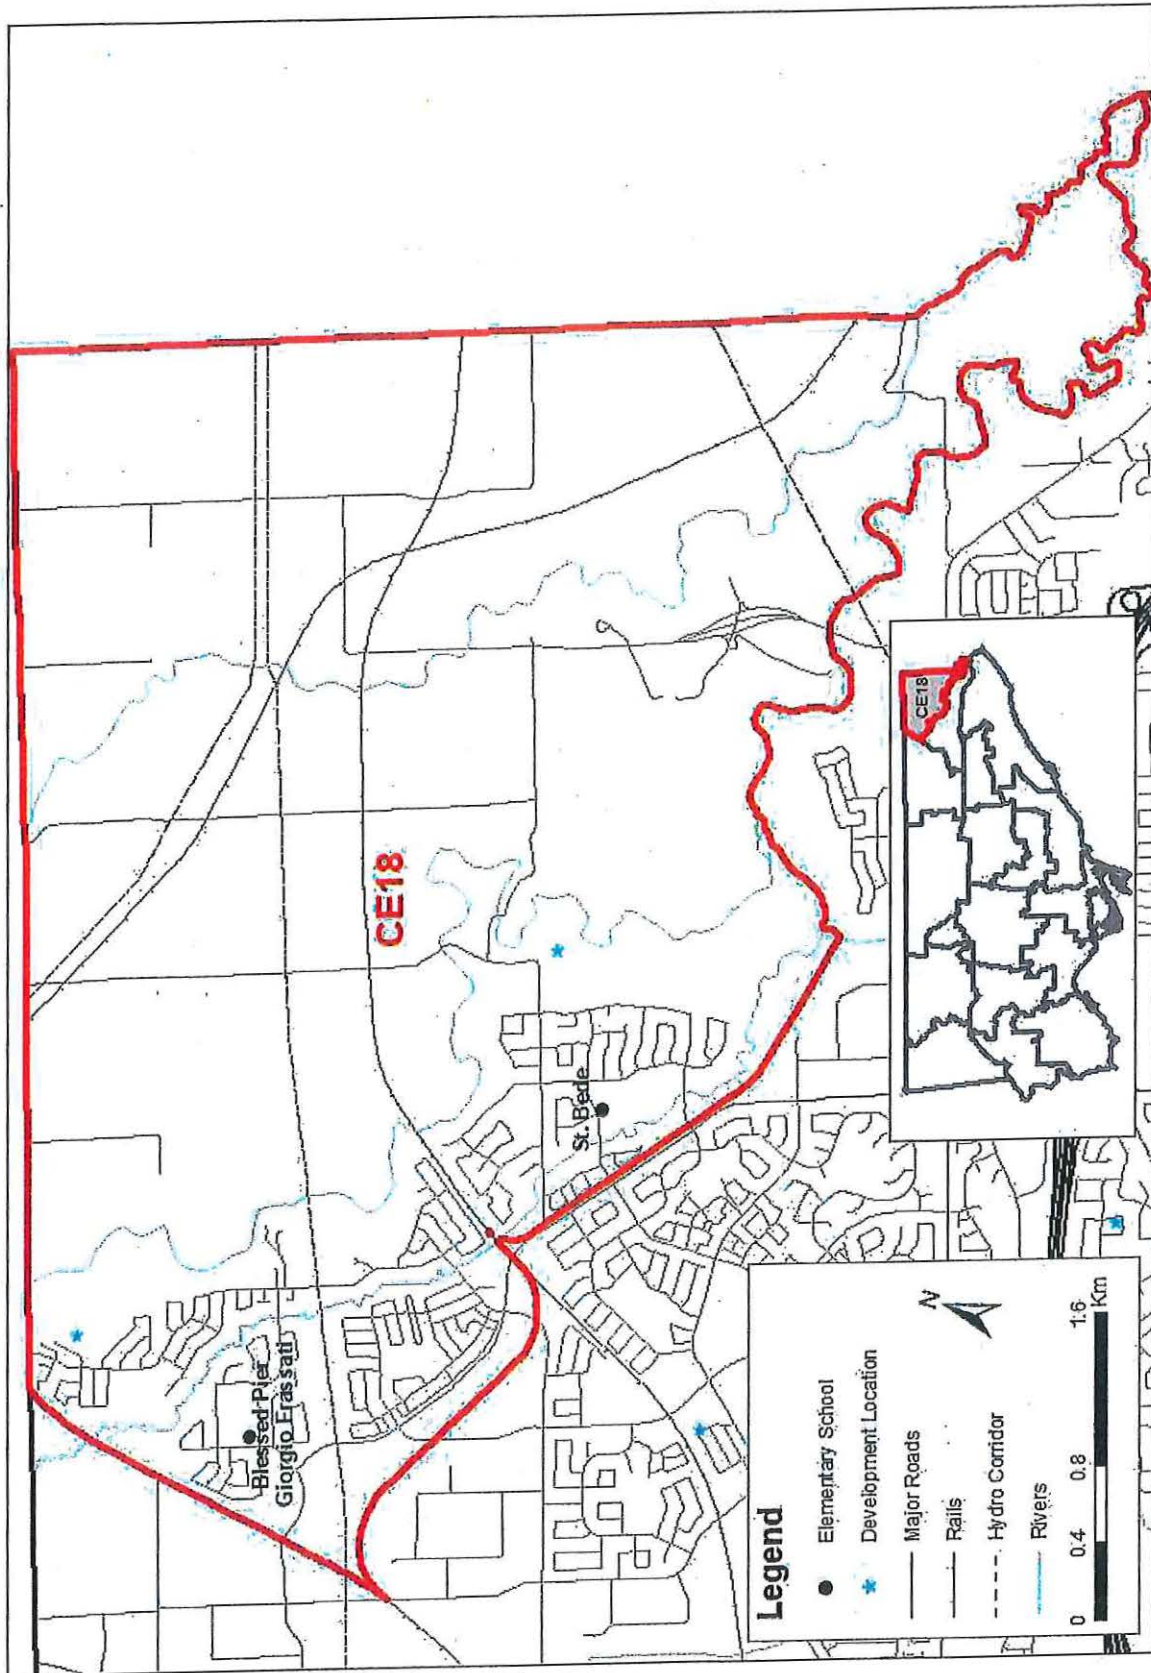 CE18
St. Bede
Blessed Pier
Giorgio Frassati
CE18
Legend
Elementary School
Development Location
Major Roads
Rails
Hydro Corridor
Rivers
N
0 0.4 0.8 1.6
Km